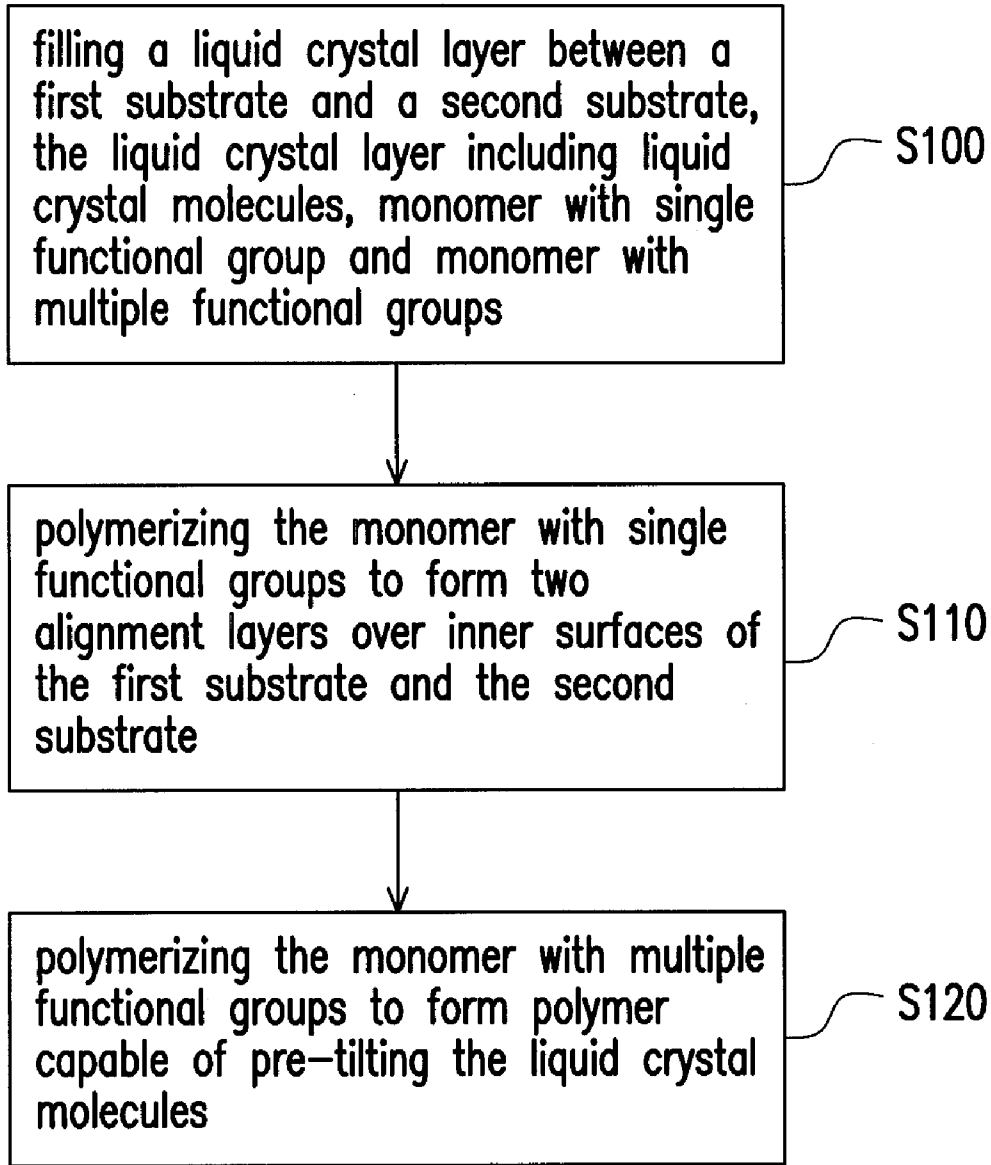 filling a liquid crystal layer between a
first substrate and a second substrate,
the liquid crystal layer including liquid
crystal molecules, monomer with single
functional group and monomer with
multiple functional groups
S100
polymerizing the monomer with single
functional groups to form two
alignment layers over inner surfaces of
the first substrate and the second
substrate
S110
polymerizing the monomer with multiple
functional groups to form polymer
capable of pre-tilting the liquid crystal
molecules
S120